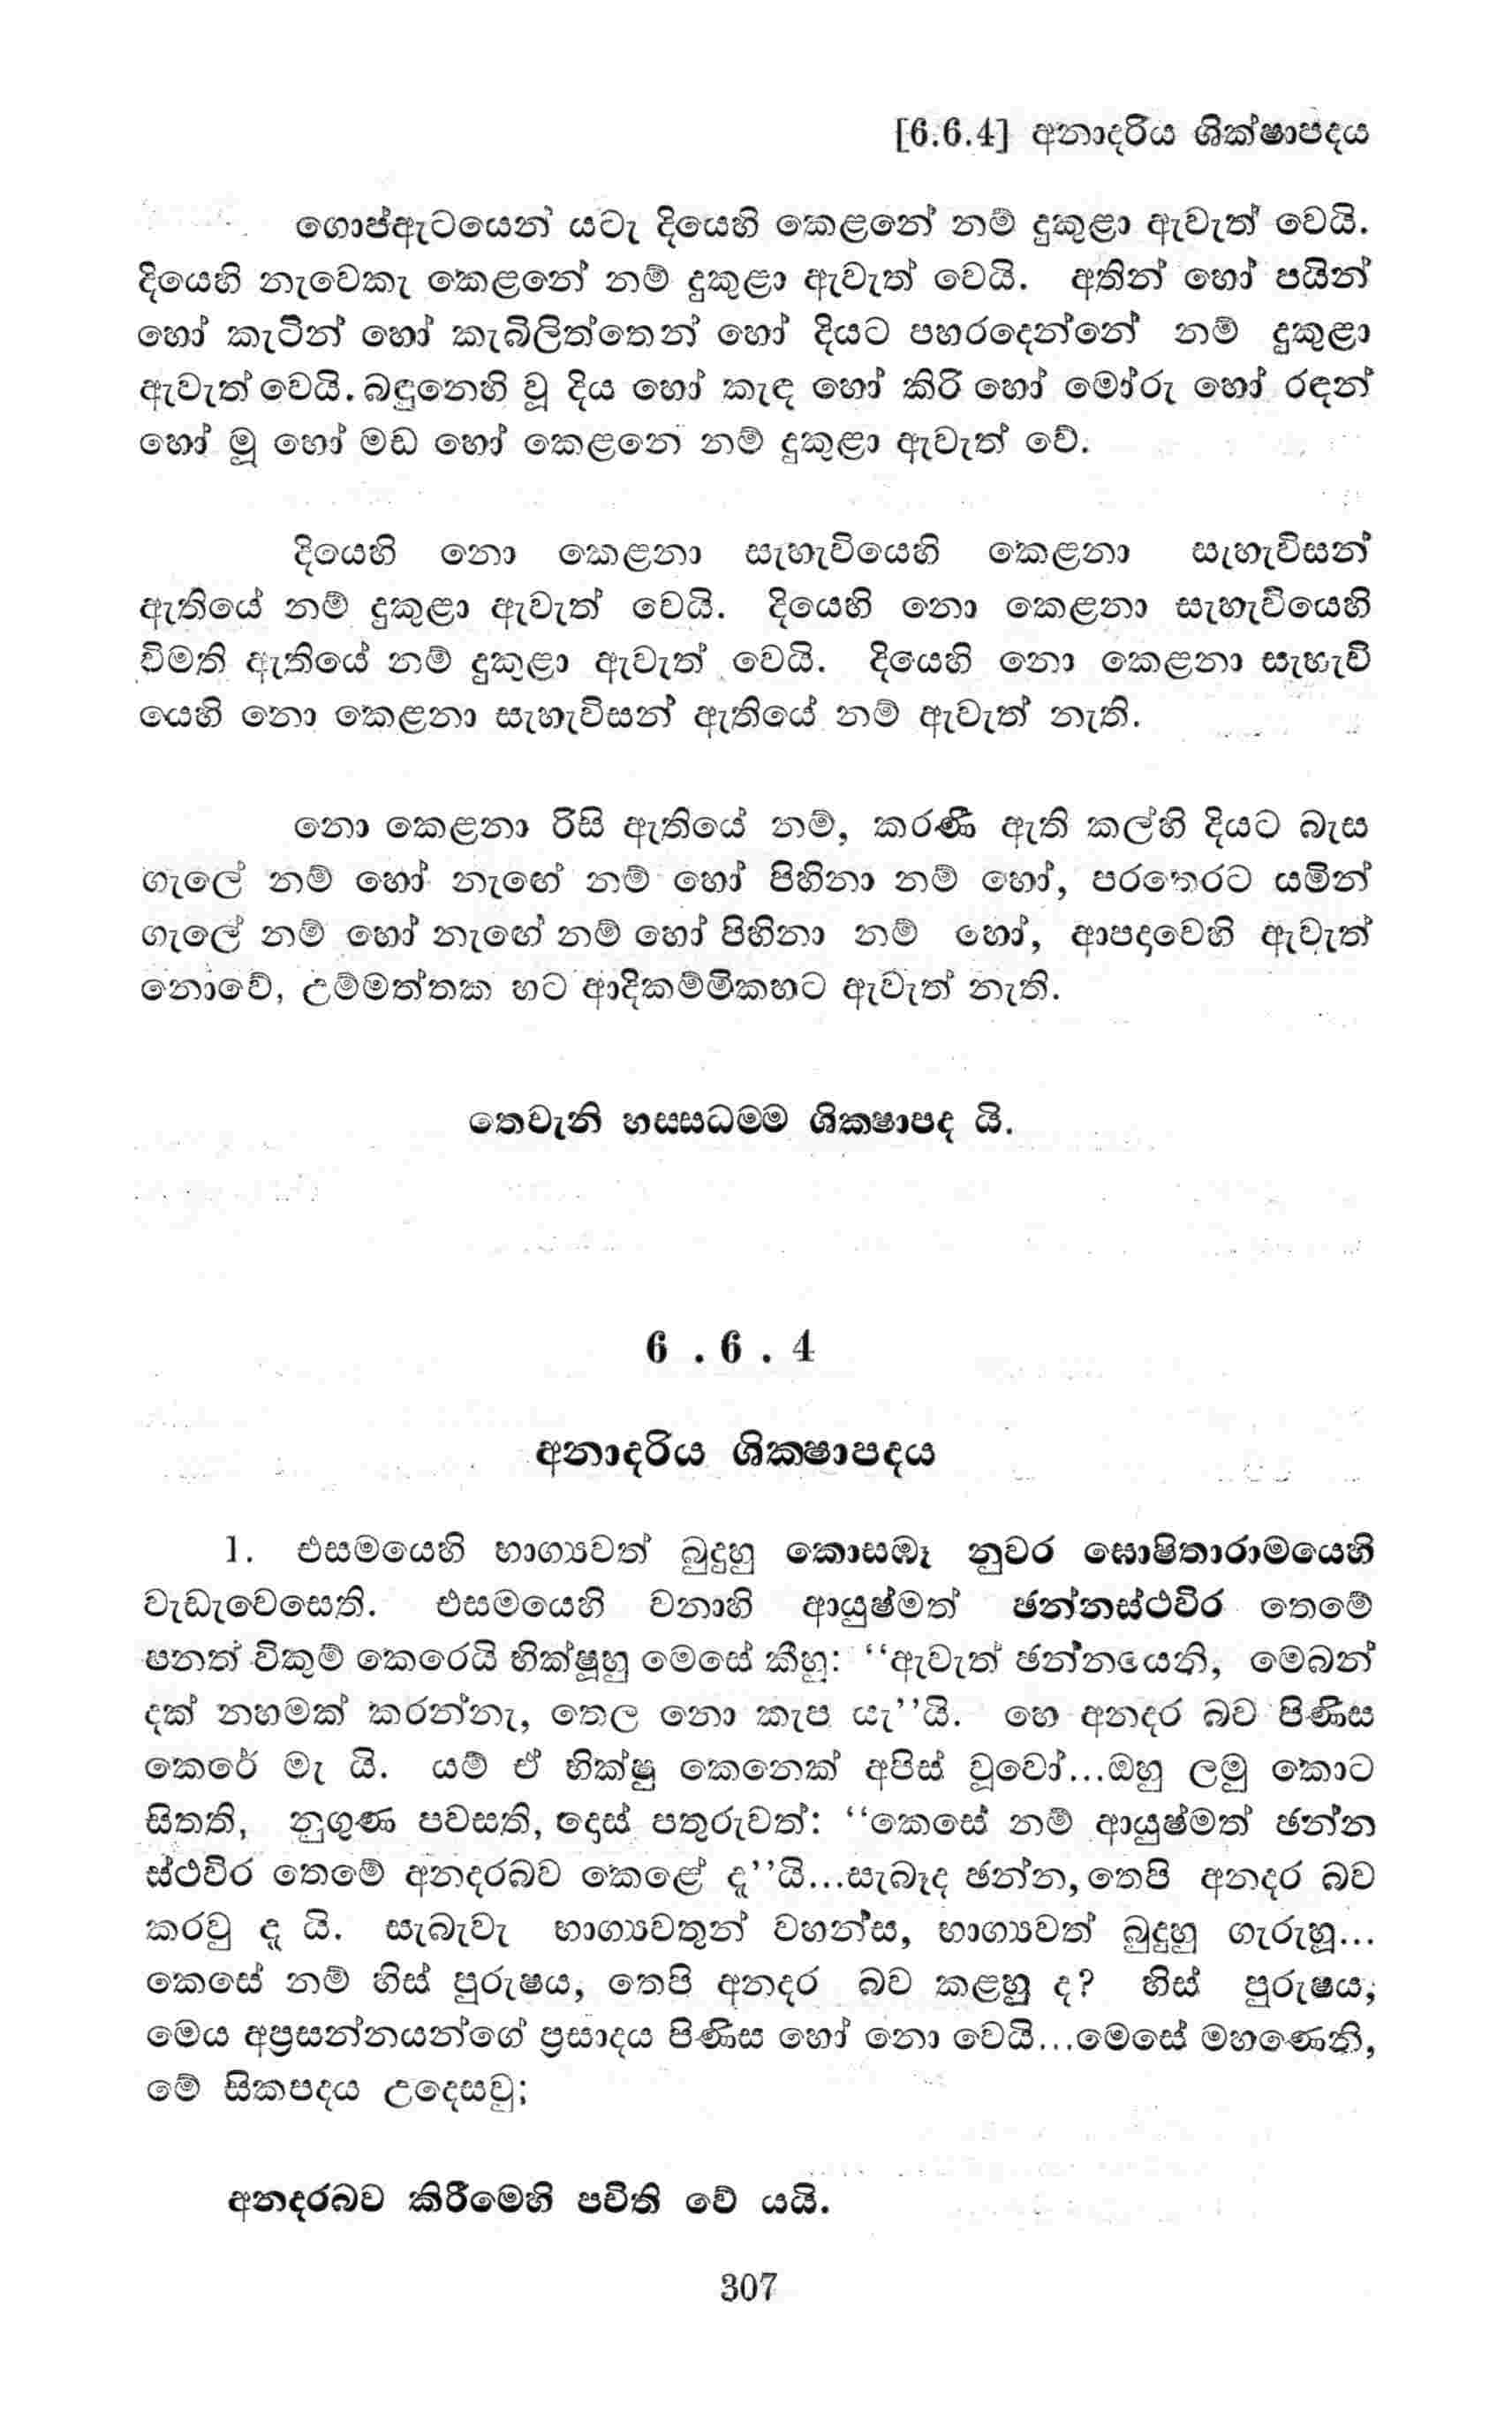 [6.6.4] අනාදරිය ශික්ෂාපදය
ගොප්ඇටයෙන් යටැ දියෙහි කෙළනේ නම් දුකුළා ඇවැත් වෙයි.
දියෙහි නැවෙකැ කෙළනේ නම් දුකුළා ඇවැත් වෙයි. අතින් හෝ පයින්
හෝ කැටින් හෝ කැබිලිත්තෙන් හෝ දියට පහරදෙන්නේ නම් දුකුළා
ඇවැත් වෙයි. බඳුනෙහි වූ දිය හෝ කැඳ හෝ කිරි හෝ මෝරු හෝ රඳන්
හෝ මූ හෝ මඩ හෝ කෙළනෙ නම් දුකුළා ඇවැත් වේ.
දියෙහි නො කෙළනා සැහැවියෙහි කෙළනා සැහැවිසන්
ඇතියේ නම් දුකුළා ඇවැත් වෙයි. දියෙහි නො කෙළනා සැහැවියෙහි
විමති ඇතියේ නම් දුකුළා ඇවැත් වෙයි. දියෙහි නො කෙළනා සැහැවි
යෙහි නො කෙළනා සැහැවිසන් ඇතියේ නම් ඇවැත් නැති.
නො කෙළනා රිසි ඇතියේ නම්, කරණී ඇති කල්හි දියට බැස
ගැලේ නම් හෝ නැඟේ නම් හෝ පිහිනා නම් හෝ, පරතෙරට යමින්
ගැලේ නම් හෝ නැඟේ නම් හෝ පිහිනා නම් හෝ, ආපදාවෙහි ඇවැත්
නොවේ, උම්මත්තක හට ආදිකම්මිකහට ඇවැත් නැති.
තෙවැනි හසසධමම ශිකෂාපද යි.
6 . 6 . 4
අනාදරිය ශිකෂාපදය
1. එසමයෙහි භාග්‍යවත් බුදුහු කොසඹෑ නුවර ඝොෂිතාරාමයෙහි
වැඩැවෙසෙති. එසමයෙහි වනාහි ආයුෂ්මත් ඡන්නස්ථවිර තෙමේ
ෂනත් විකුම් කෙරෙයි භික්ෂූහු මෙසේ කීහු: ‘‘ඇවැත් ඡන්නයෙනි, මෙබන්
දක් නහමක් කරන්නැ, තෙල නො කැප යැ’’යි. හෙ අනදර බව පිණිස
කෙරේ මැ යි. යම් ඒ භික්ෂු කෙනෙක් අපිස් වූවෝ...ඔහු ලමු කොට
සිතති, නුගුණ පවසති, දොස් පතුරුවත්: ‘‘කෙසේ නම් ආයුෂ්මත් ඡන්න
ස්ථවිර තෙමේ අනදරබව කෙළේ දැ’’යි...සැබෑද ඡන්න, තෙපි අනදර බව
කරවු දැ යි. සැබැවැ භාග්‍යවතුන් වහන්ස, භාග්‍යවත් බුදුහු ගැරුහූ...
කෙසේ නම් හිස් පුරුෂය, තෙපි අනදර බව කළහු ද? හිස් පුරුෂය,
මෙය අප්‍රසන්නයන්ගේ ප්‍රසාදය පිණිස හෝ නො වෙයි...මෙසේ මහණෙනි,
මේ සිකපදය උදෙසවු;
අනදරබව කිරීමෙහි පචිති වේ යයි.
307